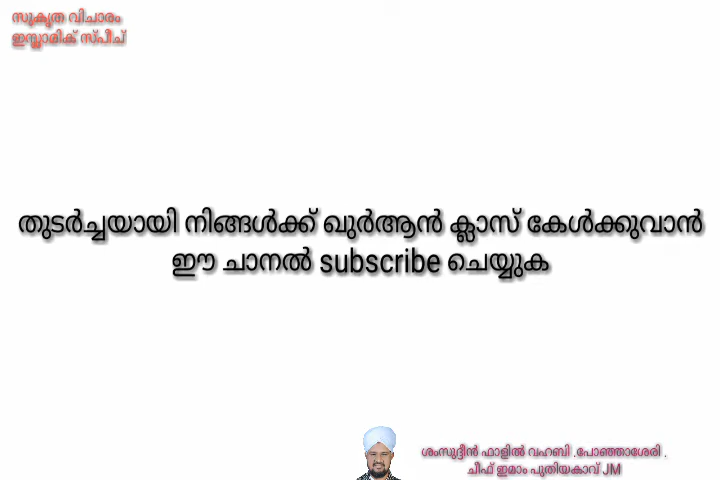 സുകൃത വിചാരം
ഇസ്ലാമിക് സ്പീച്
തുടർച്ചയായി നിങ്ങൾക്ക് ഖുർആൻ ക്ലാസ് കേൾക്കുവാൻ
ഈ ചാനൽ subscribe ചെയ്യുക
ശംസുദ്ദീൻ ഫാളിൽ വഹബി .പോഞ്ഞാശേരി .
ചീഫ് ഇമാം പുതിയകാവ് JM